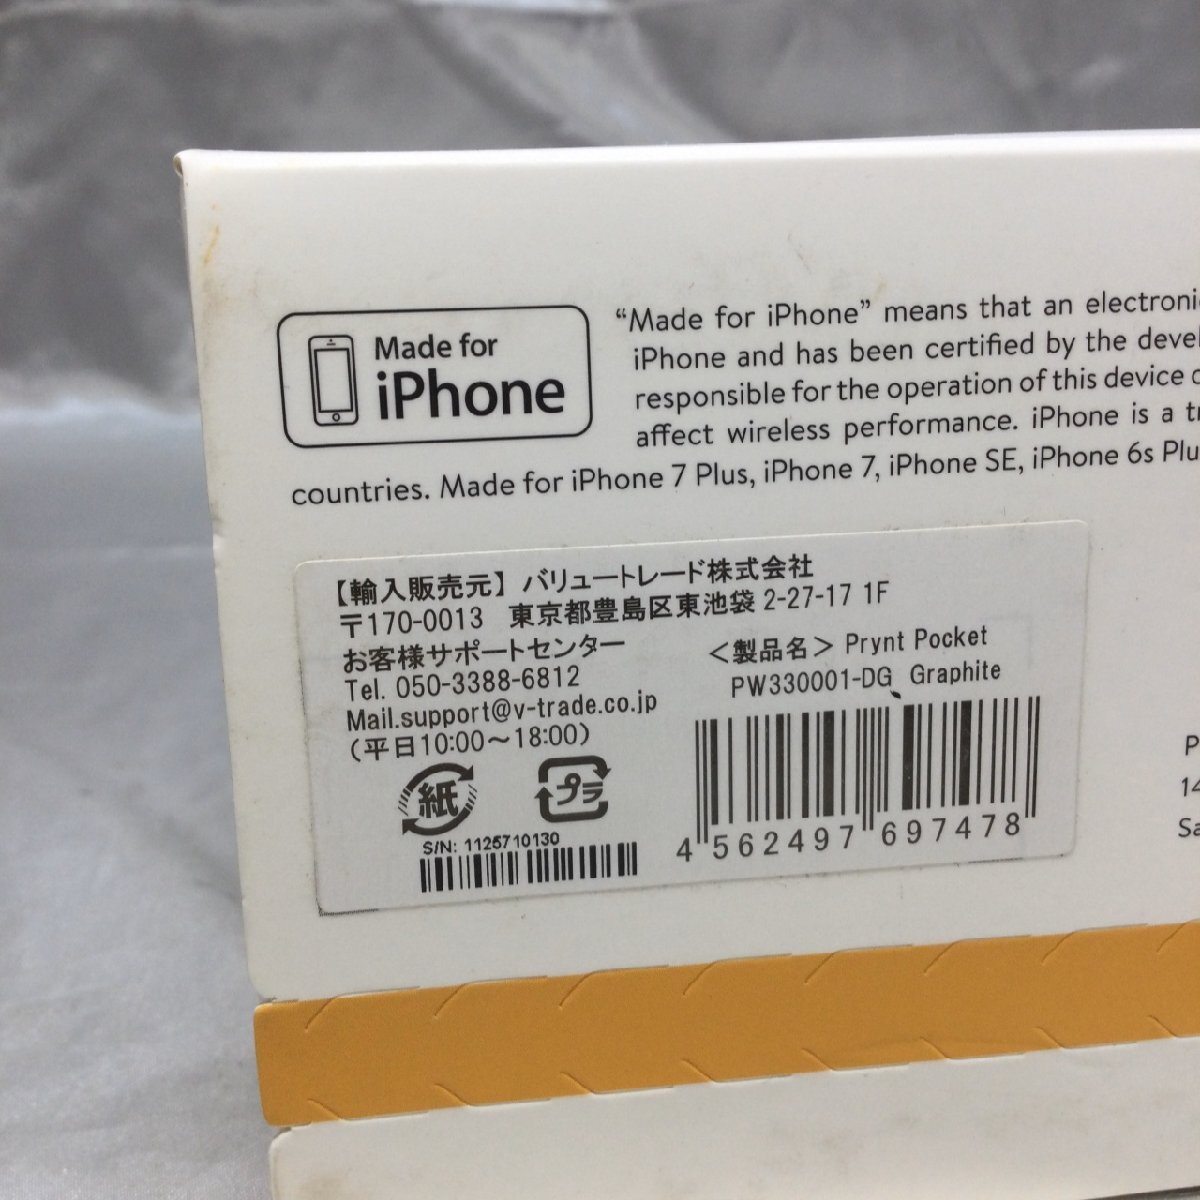 Made for
iPhone
“Made for iPhone” means that an electronic
iPhone and has been certified by the
responsible for the operation of this device
affect wireless performance. iPhone is a
countries. Made for iPhone 7 Plus, iPhone 7, iPhone SE, iPhone 6s Plus
【輸入販売元】 バリュートレード株式会社
〒170-0013 東京都豊島区東池袋 2-27-17 1F
お客様サポートセンター
Tel. 050-3388-6812
Mail.support@v-trade.co.jp
(平日10:00～18:00)
＜製品名＞ Prynt Pocket
PW330001-DG Graphite
紙
プラ
S/N: 1125710130
4 562497 697478